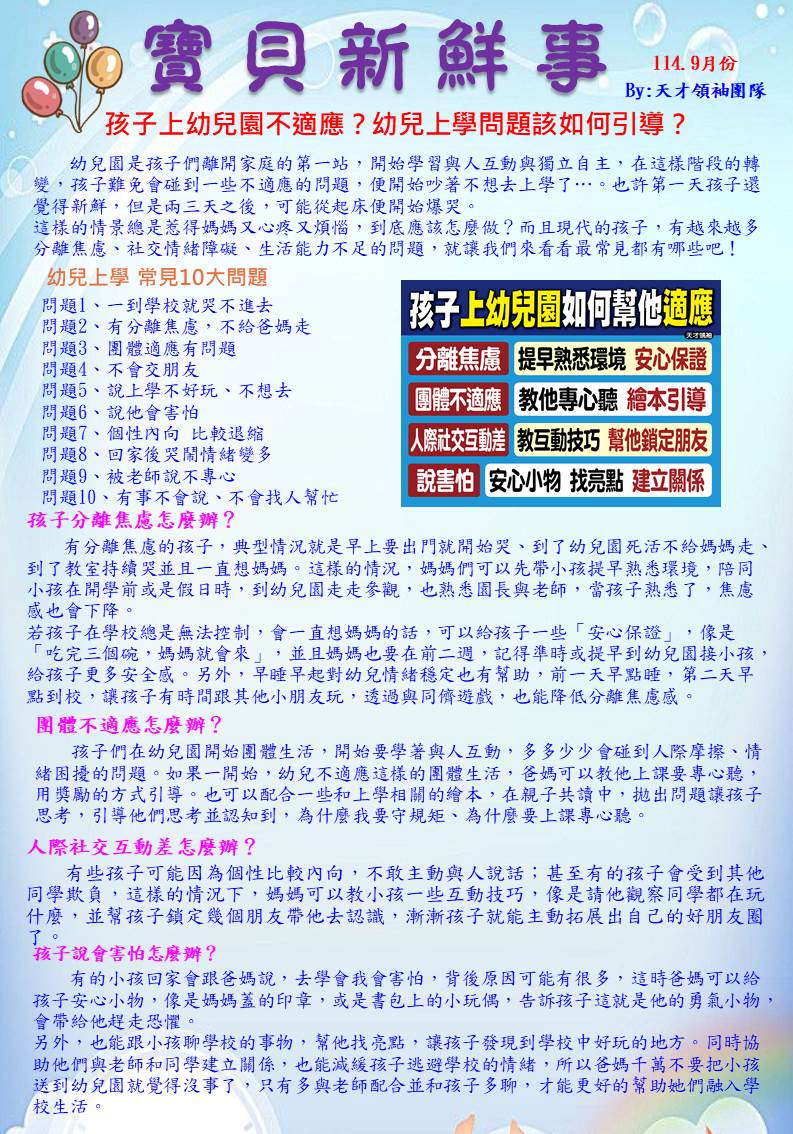 寶貝新鮮事
114.9月份
By:天才領袖團隊
孩子上幼兒園不適應？幼兒上學問題該如何引導？
幼兒園是孩子們離開家庭的第一站，開始學習與人互動與獨立自主，在這樣階段的轉
變，孩子難免會碰到一些不適應的問題，便開始吵著不想去上學了…。也許第一天孩子還
覺得新鮮，但是兩三天之後，可能從起床便開始爆哭。
這樣的情景總是惹得媽媽又心疼又煩惱，到底應該怎麼做？而且現代的孩子，有越來越多
分離焦慮、社交情緒障礙、生活能力不足的問題，就讓我們來看看最常見都有哪些吧！
幼兒上學 常見10大問題
問題1、一到學校就哭不進去
問題2、有分離焦慮，不給爸媽走
問題3、團體適應有問題
問題4、不會交朋友
問題5、說上學不好玩、不想去
問題6、說他會害怕
問題7、個性內向 比較退縮
問題8、回家後哭鬧情緒變多
問題9、被老師說不專心
問題10、有事不會說、不會找人幫忙
孩子上幼兒園如何幫他適應
天才領袖
分離焦慮 提早熟悉環境 安心保證
團體不適應 教他專心聽 繪本引導
人際社交互動差 教互動技巧 幫他鎖定朋友
說害怕 安心小物 找亮點 建立關係
孩子分離焦慮怎麼辦？
有分離焦慮的孩子，典型情況就是早上要出門就開始哭、到了幼兒園死活不給媽媽走、
到了教室持續哭並且一直想媽媽。這樣的情況，媽媽們可以先帶小孩提早熟悉環境，陪同
小孩在開學前或是假日時，到幼兒園走走參觀，也熟悉園長與老師，當孩子熟悉了，焦慮
感也會下降。
若孩子在學校總是無法控制，會一直想媽媽的話，可以給孩子一些「安心保證」，像是
「吃完三個碗，媽媽就會來」，並且媽媽也要在前二週，記得準時或提早到幼兒園接小孩，
給孩子更多安全感。另外，早睡早起對幼兒情緒穩定也有幫助，前一天早點睡，第二天早
點到校，讓孩子有時間跟其他小朋友玩，透過與同儕遊戲，也能降低分離焦慮感。
團體不適應怎麼辦？
孩子們在幼兒園開始團體生活，開始要學著與人互動，多多少少會碰到人際摩擦、情
緒困擾的問題。如果一開始，幼兒不適應這樣的團體生活，爸媽可以教他上課要專心聽，
用獎勵的方式引導。也可以配合一些和上學相關的繪本，在親子共讀中，拋出問題讓孩子
思考，引導他們思考並認知到，為什麼我要守規矩、為什麼要上課專心聽。
人際社交互動差怎麼辦？
有些孩子可能因為個性比較內向，不敢主動與人說話；甚至有的孩子會受到其他
同學欺負，這樣的情況下，媽媽可以教小孩一些互動技巧，像是請他觀察同學都在玩
什麼，並幫孩子鎖定幾個朋友帶他去認識，漸漸孩子就能主動拓展出自己的好朋友圈
了。
孩子說會害怕怎麼辦？
有的小孩回家會跟爸媽說，去學會我會害怕，背後原因可能有很多，這時爸媽可以給
孩子安心小物，像是媽媽蓋的印章，或是書包上的小玩偶，告訴孩子這就是他的勇氣小物，
會帶給他趕走恐懼。
另外，也能跟小孩聊學校的事物，幫他找亮點，讓孩子發現到學校中好玩的地方。同時協
助他們與老師和同學建立關係，也能減緩孩子逃避學校的情緒，所以爸媽千萬不要把小孩
送到幼兒園就覺得沒事了，只有多與老師配合並和孩子多聊，才能更好的幫助她們融入學
校生活。